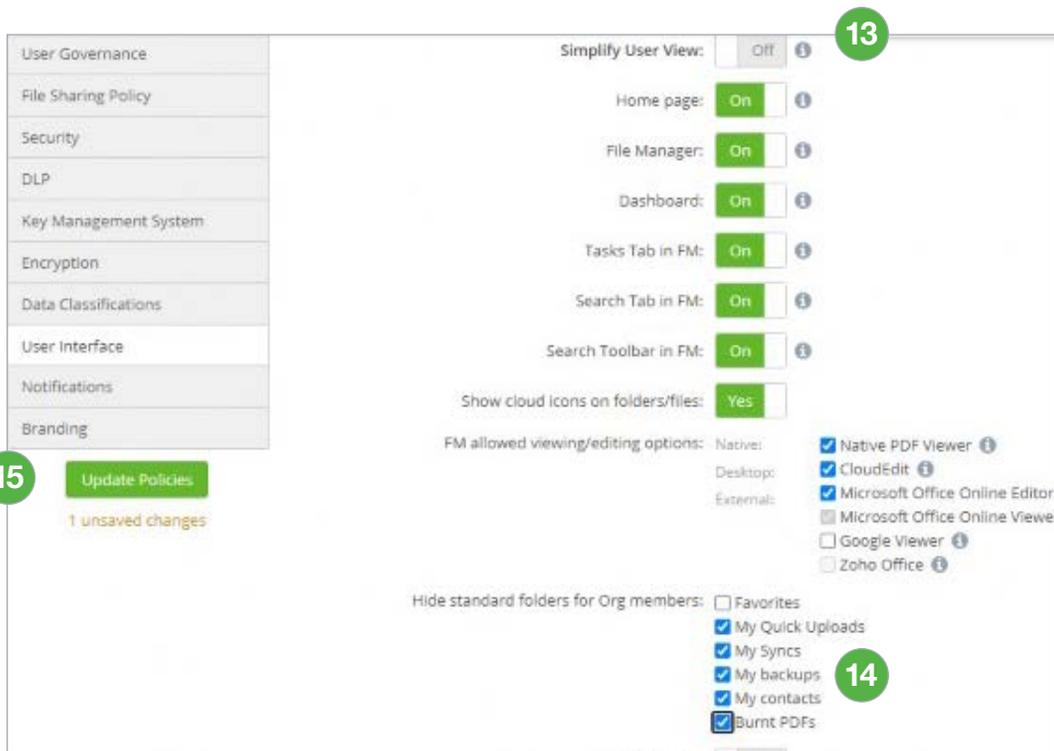 13
User Governance
File Sharing Policy
Security
DLP
Key Management System
Encryption
Data Classifications
User Interface
Notifications
Branding
15
Update Policies
1 unsaved changes
Simplify User View: Off
Home page: On
File Manager: On
Dashboard: On
Tasks Tab in FM: On
Search Tab in FM: On
Search Toolbar in FM: On
Show cloud icons on folders/files: Yes
FM allowed viewing/editing options: Native: Native PDF Viewer
Desktop: CloudEdit
External: Microsoft Office Online Editor
Microsoft Office Online Viewe
Google Viewer
Zoho Office
Hide standard folders for Org members: Favorites
My Quick Uploads
My Syncs
My backups 14
My contacts
Burnt PDFs